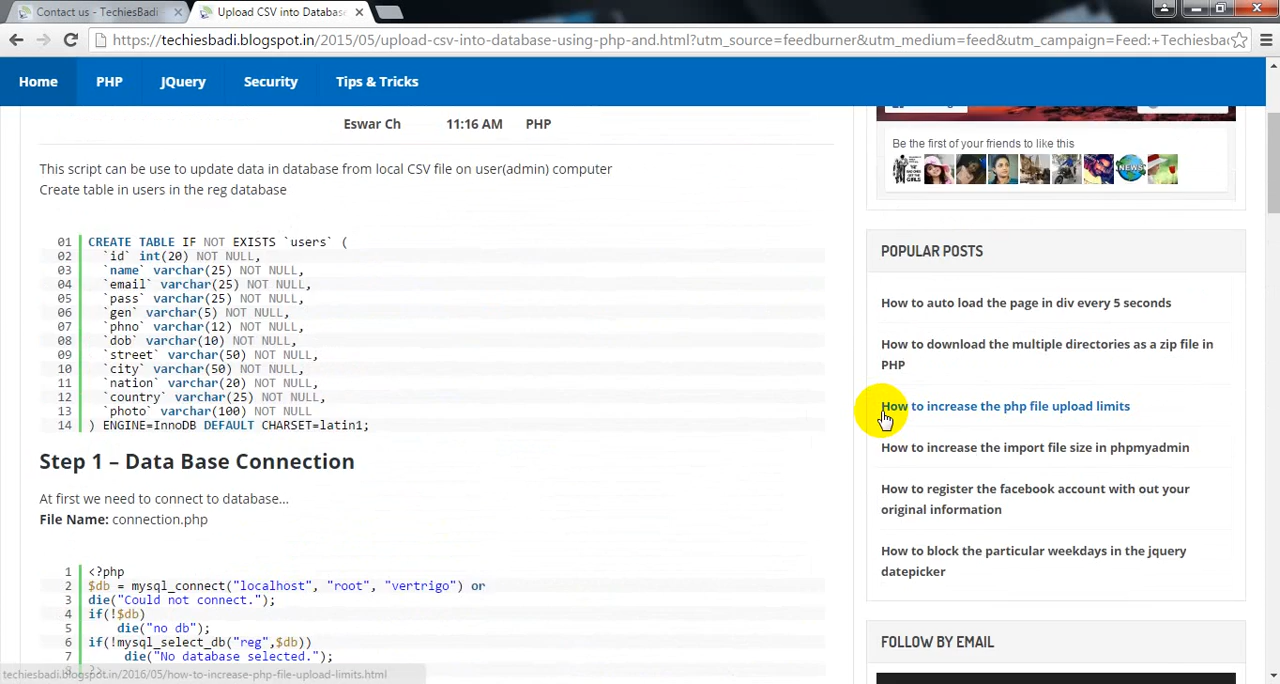 Contact us - TechiesBadi
Upload CSV into Database
https://techiesbadi.blogspot.in/2015/05/upload-csv-into-database-using-php-and.html?utm_source=feedburner&utm_medium=feed&utm_campaign=Feed:+Techiesbad
Home PHP JQuery Security Tips & Tricks
Eswar Ch 11:16 AM PHP
This script can be use to update data in database from local CSV file on user(admin) computer
Create table in users in the reg database
01 CREATE TABLE IF NOT EXISTS `users` (
02 `id` int(20) NOT NULL,
03 `name` varchar(25) NOT NULL,
04 `email` varchar(25) NOT NULL,
05 `pass` varchar(25) NOT NULL,
06 `gen` varchar(5) NOT NULL,
07 `phno` varchar(12) NOT NULL,
08 `dob` varchar(10) NOT NULL,
09 `street` varchar(50) NOT NULL,
10 `city` varchar(50) NOT NULL,
11 `nation` varchar(20) NOT NULL,
12 `country` varchar(25) NOT NULL,
13 `photo` varchar(100) NOT NULL
14 ) ENGINE=InnoDB DEFAULT CHARSET=latin1;
Step 1 – Data Base Connection
At first we need to connect to database...
File Name: connection.php
1 <?php
2 $db = mysql_connect("localhost", "root", "vertrigo") or
3 die("Could not connect.");
4 if(!$db)
5 die("no db");
6 if(!mysql_select_db("reg",$db))
7 die("No database selected.");
techiesbadi.blogspot.in/2016/05/how-to-increase-php-file-upload-limits.html
Be the first of your friends to like this
NEWS
POPULAR POSTS
How to auto load the page in div every 5 seconds
How to download the multiple directories as a zip file in
PHP
How to increase the php file upload limits
How to increase the import file size in phpmyadmin
How to register the facebook account with out your
original information
How to block the particular weekdays in the jquery
datepicker
FOLLOW BY EMAIL